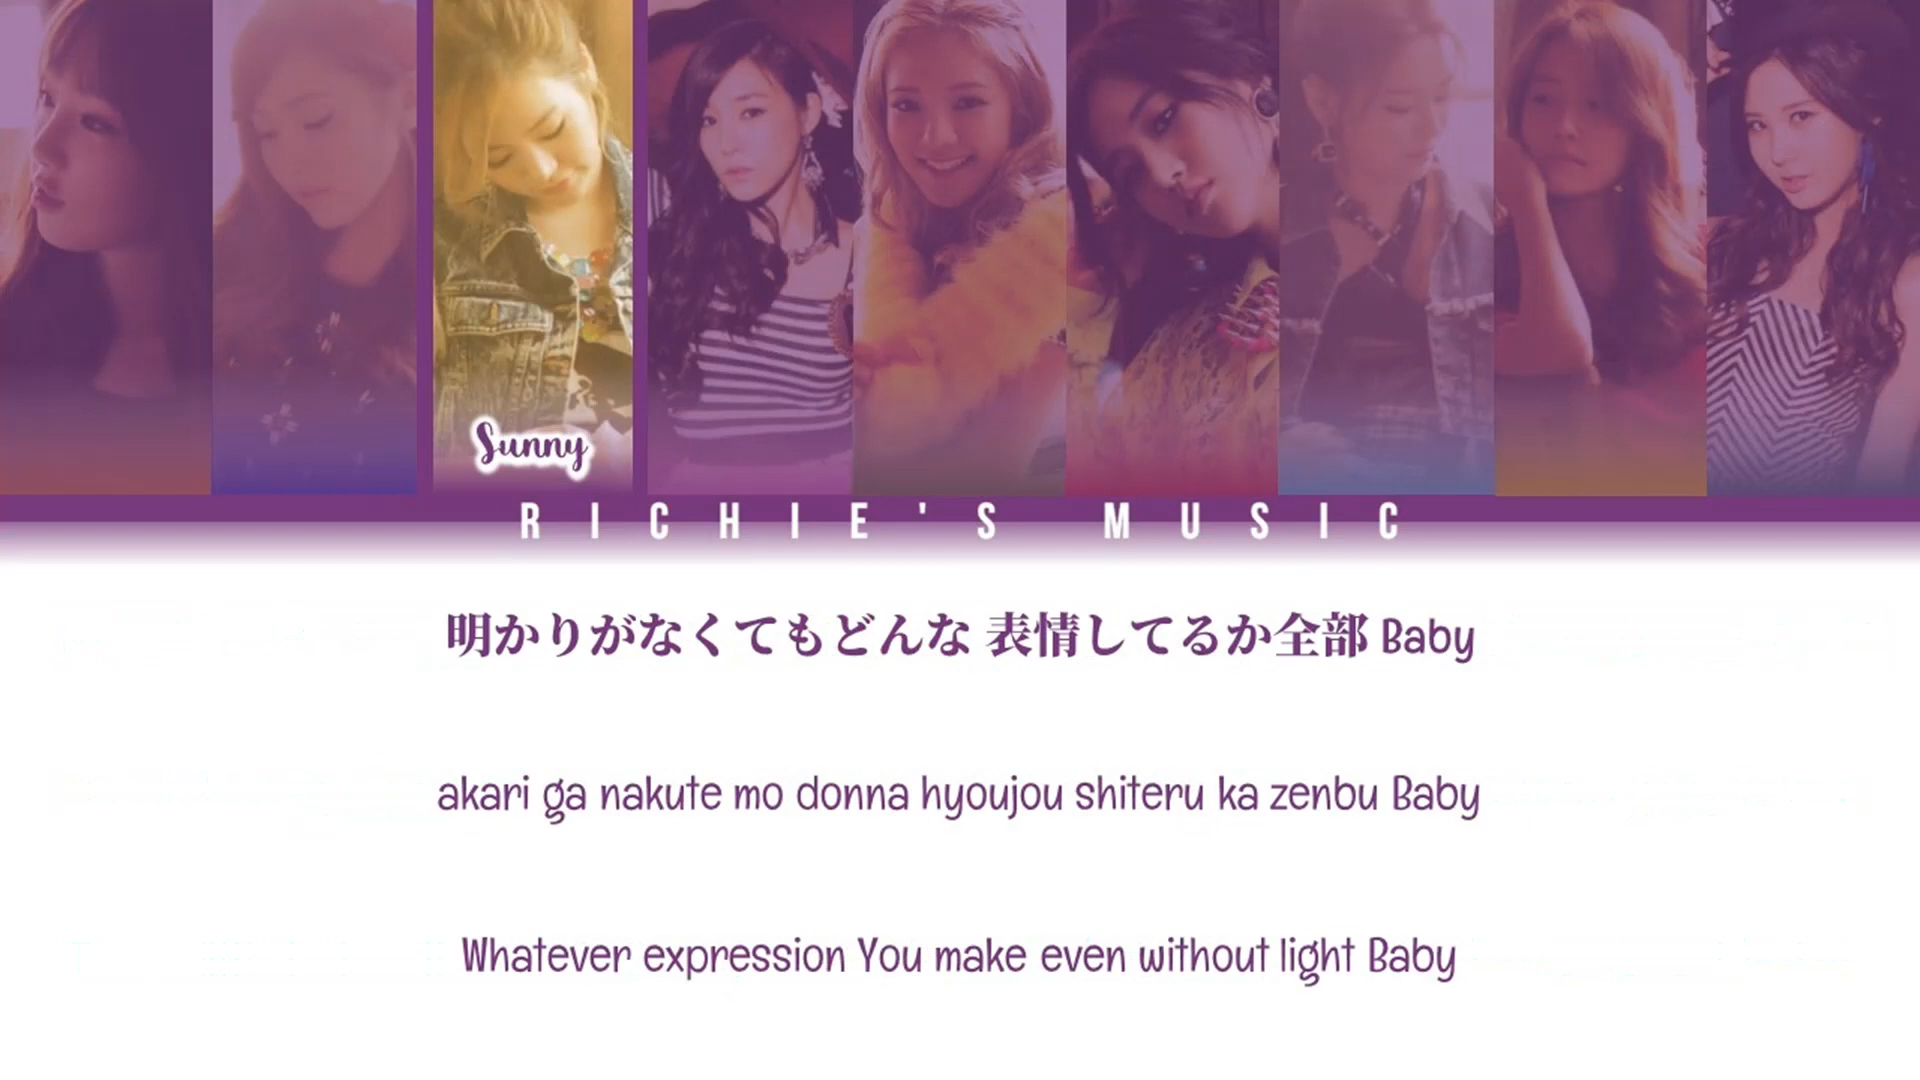 Sunny
RICHIE'S MUSIC
明かりがなくてもどんな 表情してるか全部 Baby
akari ga nakute mo donna hyoujou shiteru ka zenbu Baby
Whatever expression You make even without light Baby